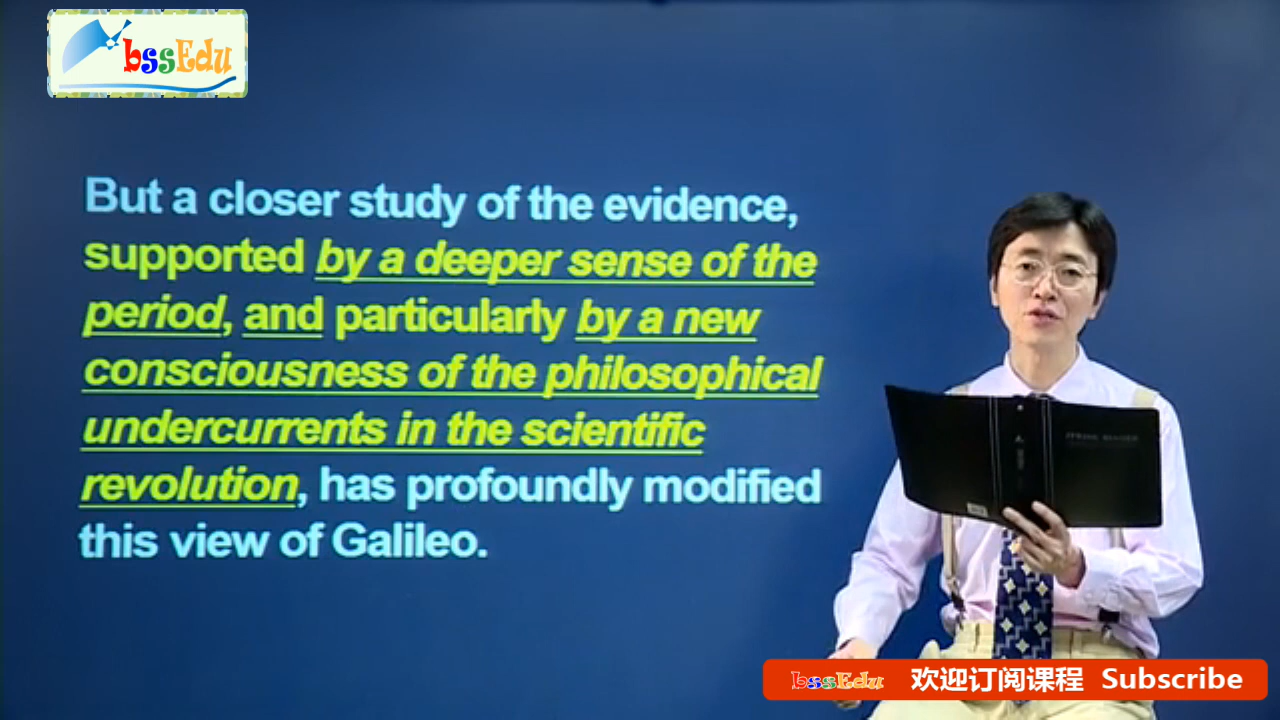 bssEdu
But a closer study of the evidence,
supported by a deeper sense of the
period, and particularly by a new
consciousness of the philosophical
undercurrents in the scientific
revolution, has profoundly modified
this view of Galileo.
bssEdu 欢迎订阅课程 Subscribe